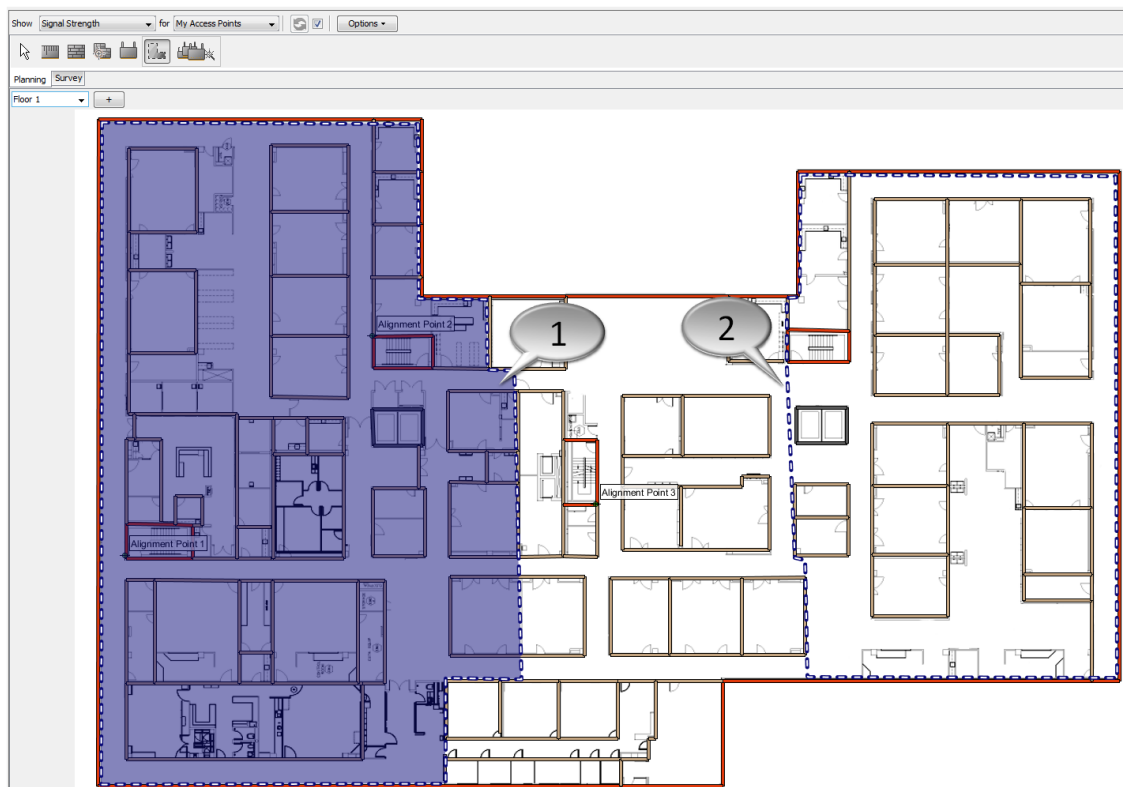 Show Signal Strength for My Access Points Options
Planning Survey
Floor 1 +
Alignment Point 2
1
2
Alignment Point 3
Alignment Point 1